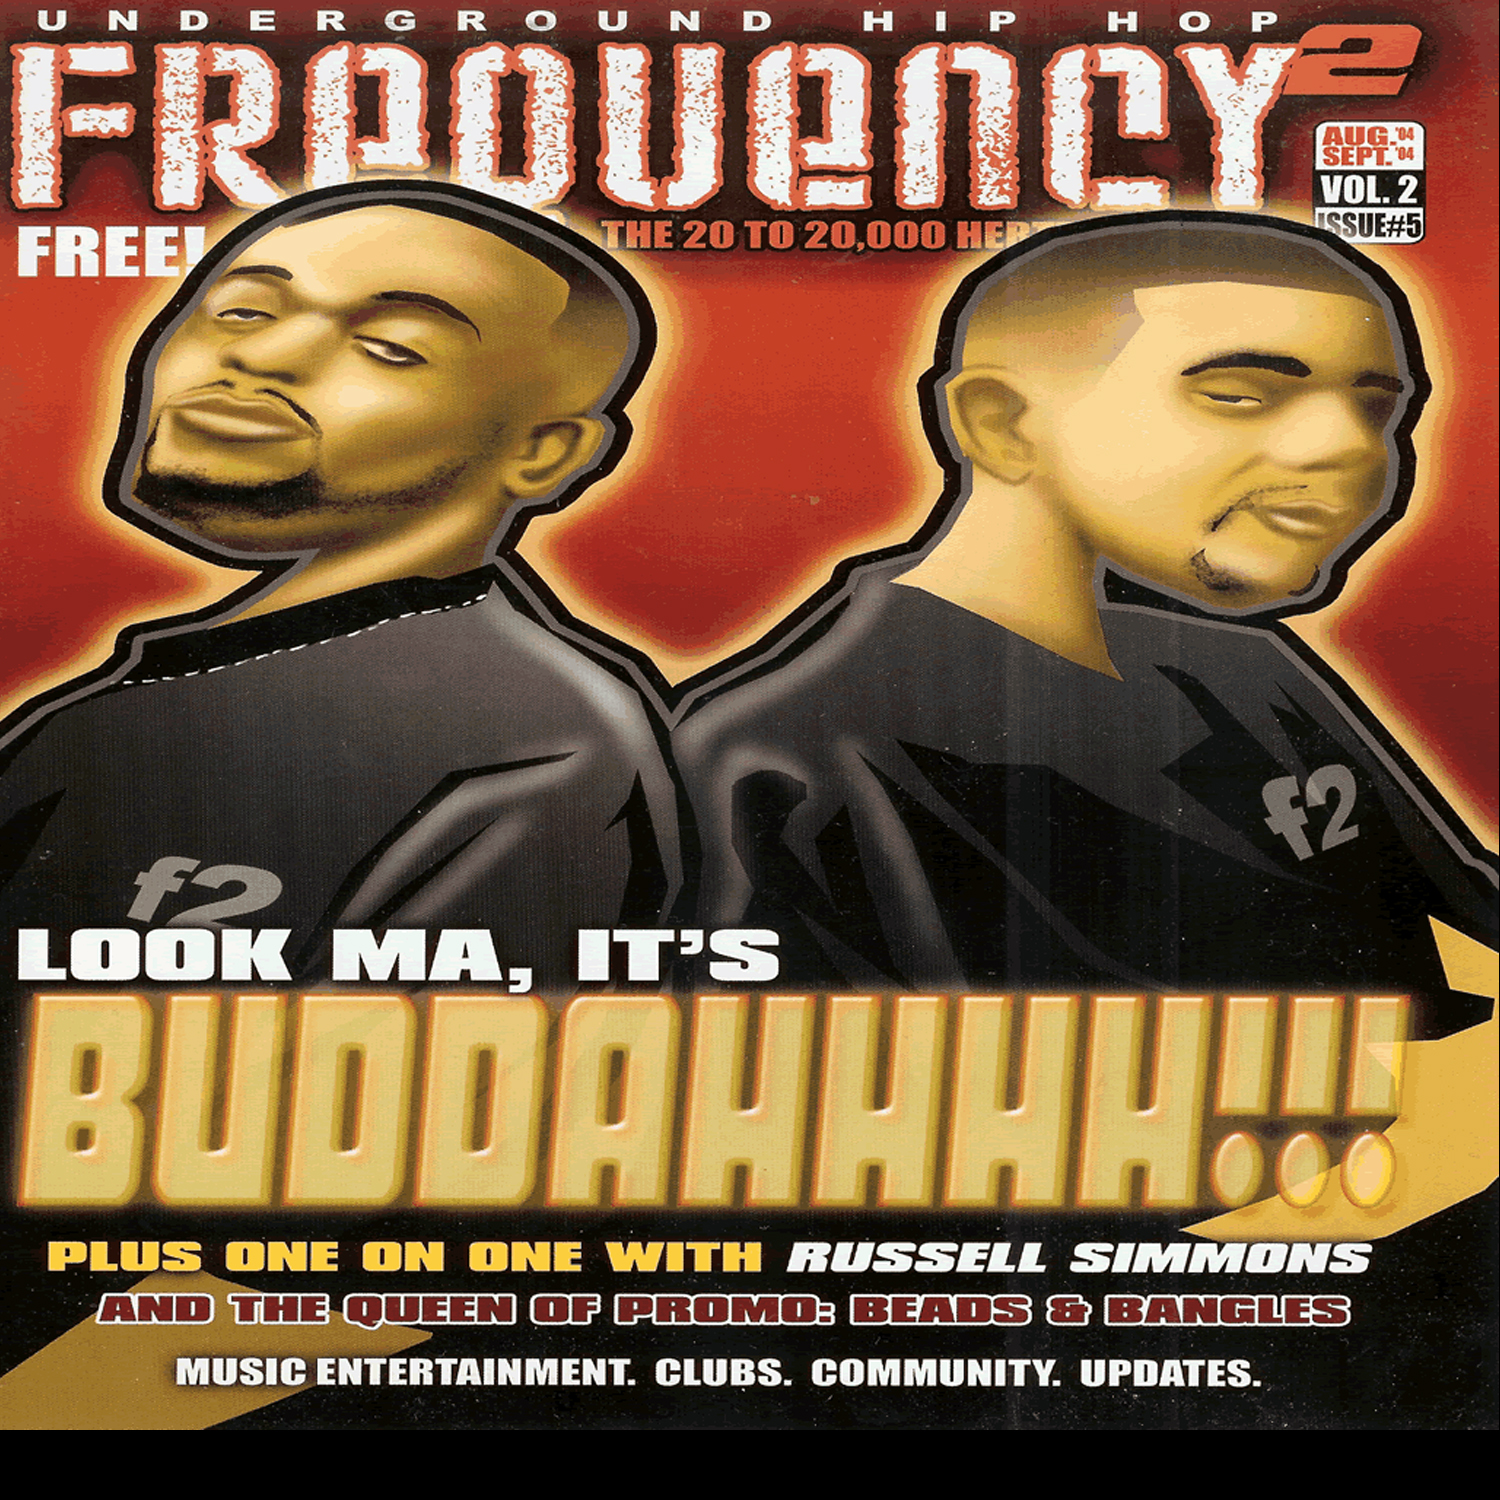 UNDERGROUND HIP HOP
FREQUENCY2
AUG.'04
SEPT.'04
VOL. 2
ISSUE#5
FREE!
THE 20 TO 20,000
f2
f2
LOOK MA, IT'S
BUDDAHHHH!!!
PLUS ONE ON ONE WITH RUSSELL SIMMONS
AND THE QUEEN OF PROMO: BEADS & BANGLES
MUSIC ENTERTAINMENT. CLUBS. COMMUNITY. UPDATES.